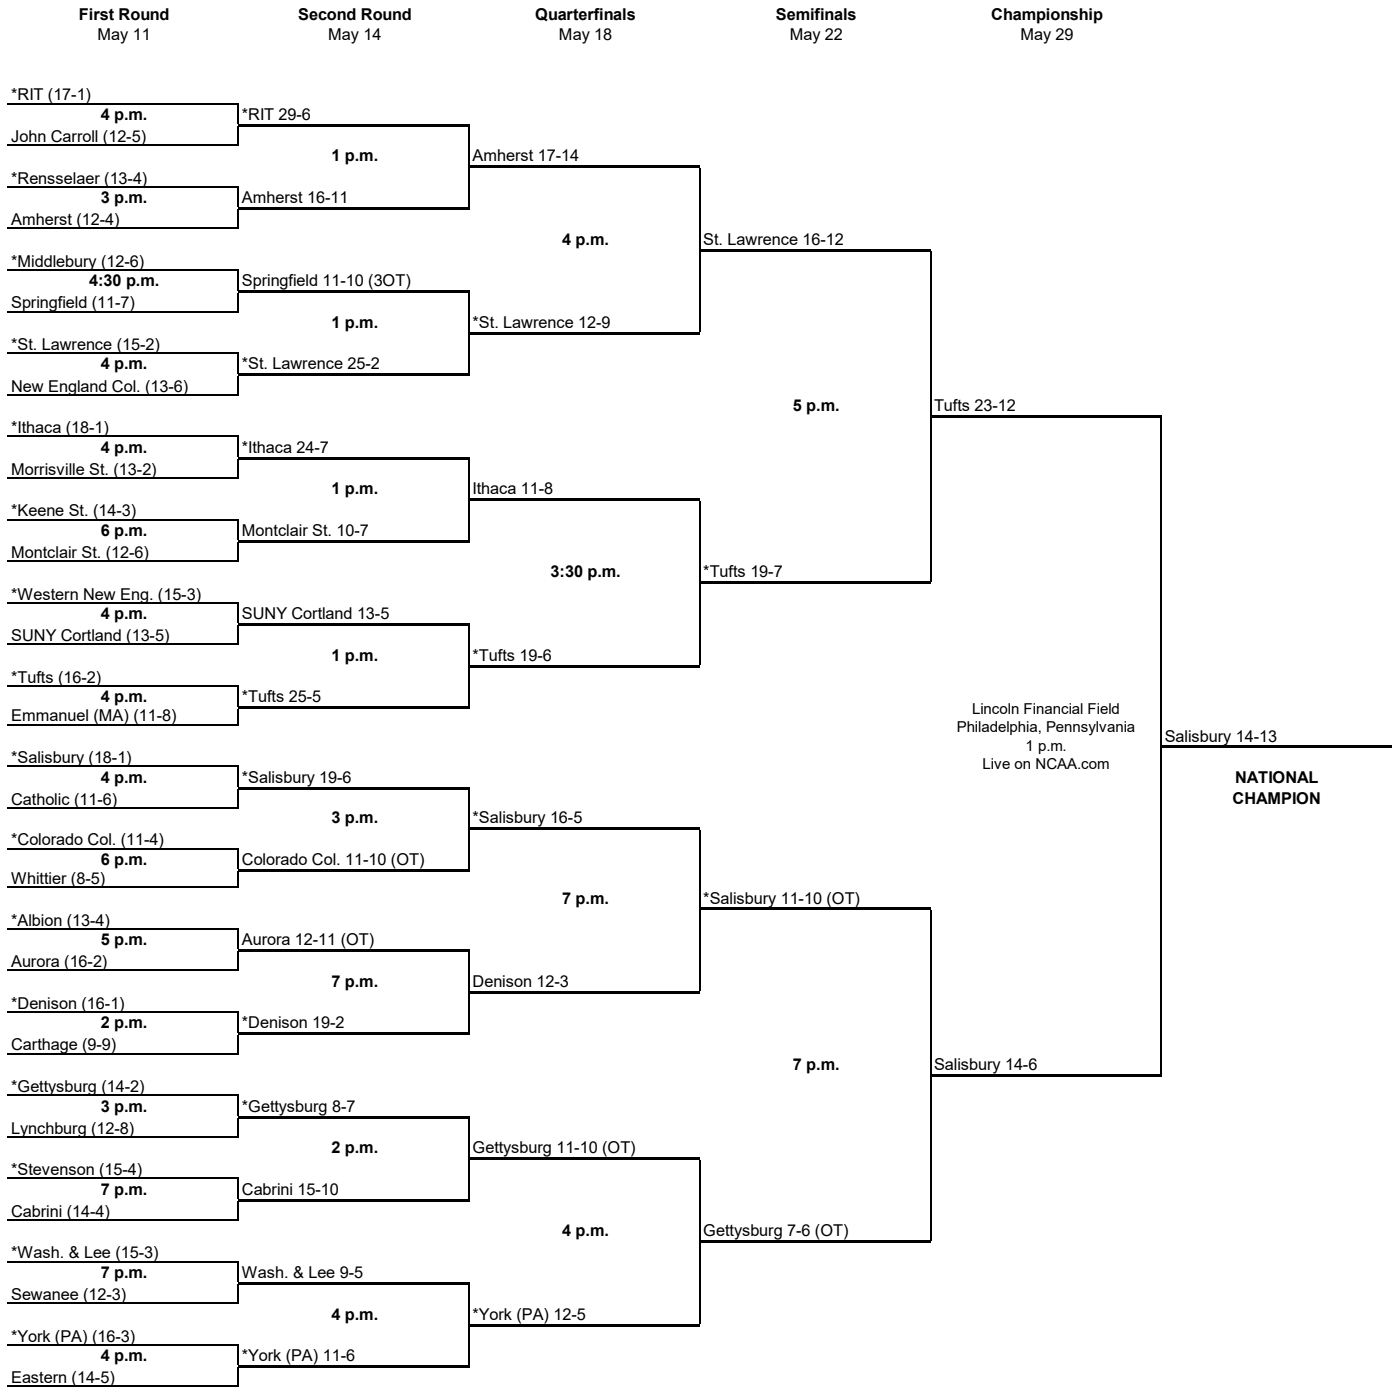 First Round
May 11
Second Round
May 14
Quarterfinals
May 18
Semifinals
May 22
Championship
May 29
*RIT (17-1)
4 p.m.
John Carroll (12-5)
*Rensselaer (13-4)
3 p.m.
Amherst (12-4)
*Middlebury (12-6)
4:30 p.m.
Springfield (11-7)
*St. Lawrence (15-2)
4 p.m.
New England Col. (13-6)
*Ithaca (18-1)
4 p.m.
Morrisville St. (13-2)
*Keene St. (14-3)
6 p.m.
Montclair St. (12-6)
*Western New Eng. (15-3)
4 p.m.
SUNY Cortland (13-5)
*Tufts (16-2)
4 p.m.
Emmanuel (MA) (11-8)
*Salisbury (18-1)
4 p.m.
Catholic (11-6)
*Colorado Col. (11-4)
6 p.m.
Whittier (8-5)
*Albion (13-4)
5 p.m.
Aurora (16-2)
*Denison (16-1)
2 p.m.
Carthage (9-9)
*Gettysburg (14-2)
3 p.m.
Lynchburg (12-8)
*Stevenson (15-4)
7 p.m.
Cabrini (14-4)
*Wash. & Lee (15-3)
7 p.m.
Sewanee (12-3)
*York (PA) (16-3)
4 p.m.
Eastern (14-5)
*RIT 29-6
1 p.m.
Amherst 16-11
Springfield 11-10 (3OT)
1 p.m.
*St. Lawrence 25-2
*Ithaca 24-7
1 p.m.
Montclair St. 10-7
SUNY Cortland 13-5
1 p.m.
*Tufts 25-5
*Salisbury 19-6
3 p.m.
Colorado Col. 11-10 (OT)
Aurora 12-11 (OT)
7 p.m.
*Denison 19-2
*Gettysburg 8-7
2 p.m.
Cabrini 15-10
Wash. & Lee 9-5
4 p.m.
*York (PA) 11-6
Amherst 17-14
4 p.m.
*St. Lawrence 12-9
Ithaca 11-8
3:30 p.m.
*Tufts 19-6
*Salisbury 16-5
7 p.m.
Denison 12-3
Gettysburg 11-10 (OT)
4 p.m.
*York (PA) 12-5
St. Lawrence 16-12
5 p.m.
*Tufts 19-7
*Salisbury 11-10 (OT)
7 p.m.
Gettysburg 7-6 (OT)
Tufts 23-12
Lincoln Financial Field
Philadelphia, Pennsylvania
1 p.m.
Live on NCAA.com
Salisbury 14-6
Salisbury 14-13
NATIONAL
CHAMPION